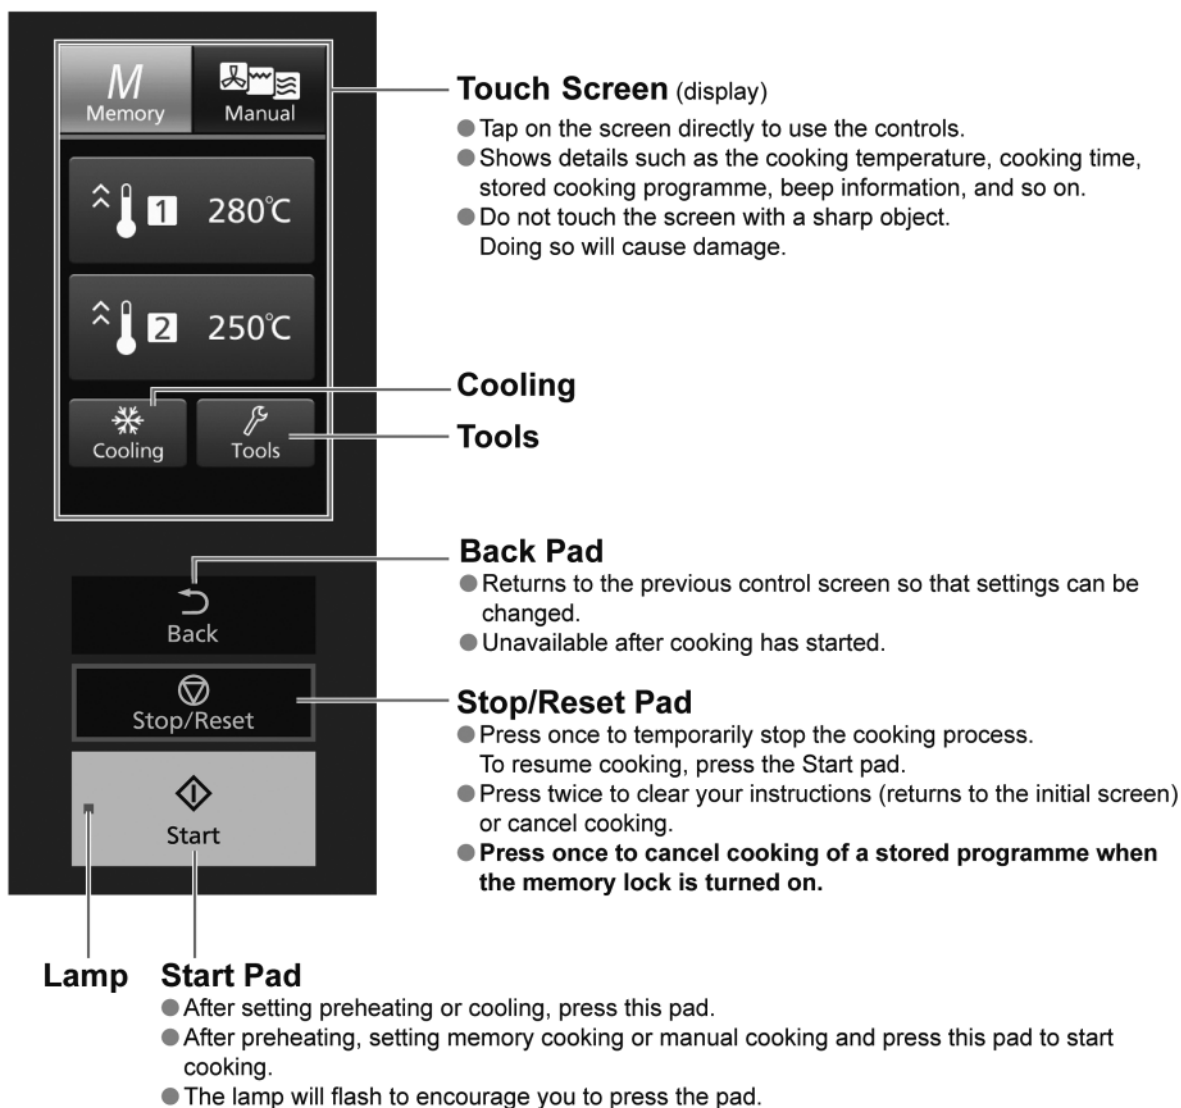 M
Memory
Manual
1 280℃
2 250℃
Cooling
Tools
Back
Stop/Reset
Start
Touch Screen (display)
● Tap on the screen directly to use the controls.
● Shows details such as the cooking temperature, cooking time,
stored cooking programme, beep information, and so on.
● Do not touch the screen with a sharp object.
Doing so will cause damage.
Cooling
Tools
Back Pad
● Returns to the previous control screen so that settings can be
changed.
● Unavailable after cooking has started.
Stop/Reset Pad
● Press once to temporarily stop the cooking process.
To resume cooking, press the Start pad.
● Press twice to clear your instructions (returns to the initial screen)
or cancel cooking.
● Press once to cancel cooking of a stored programme when
the memory lock is turned on.
Lamp
Start Pad
● After setting preheating or cooling, press this pad.
● After preheating, setting memory cooking or manual cooking and press this pad to start
cooking.
● The lamp will flash to encourage you to press the pad.